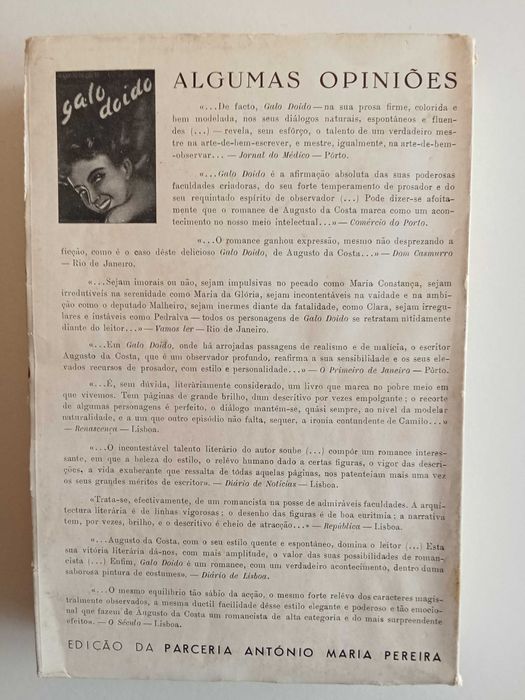 galo
doido
ALGUMAS OPINIÕES
«...De facto, Galo Doido — na sua prosa firme, colorida e
bem modelada, nos seus diálogos naturais, espontâneos e fluen-
des (...) — revela, sem esfôrço, o talento de um verdadeiro mes-
tre na arte-de-bem-escrever, e mestre, igualmente, na arte-de-bem-
-observar... — Jornal do Médico — Pôrto.
«...Galo Doido é a afirmação absoluta das suas poderosas
faculdades criadoras, do seu forte temperamento de prosador e do
seu requintado espírito de observador (...) Pode dizer-se afoita-
mente que o romance de Augusto da Costa marca como um acon-
tecimento no nosso meio intelectual...» — Comércio do Porto.
«...O romance ganhou expressão, mesmo não desprezando a
ficção, como é o caso dêste delicioso Galo Doido, de Augusto da Costa...» — Dom Casmurro
— Rio de Janeiro.
«...Sejam imorais ou não, sejam impulsivas no pecado como Maria Constança, sejam
irredutíveis na serenidade como Maria da Glória, sejam incontentáveis na vaidade e na ambi-
ção como o deputado Malheiro, sejam inermes diante da fatalidade, como Clara, sejam irregu-
lares e instáveis como Pedralva — todos os personagens de Galo Doido se retratam nìtidamente
diante do leitor...» — Vamos ler — Rio de Janeiro.
«...Em Galo Doido, onde há arrojadas passagens de realismo e de malícia, o escritor
Augusto da Costa, que é um observador profundo, reafirma a sua sensibilidade e os seus ele-
vados recursos de prosador, com estilo e personalidade...» — O Primeiro de Janeiro — Pôrto.
«...É, sem dúvida, literàriamente considerado, um livro que marca no pobre meio em
que vivemos. Tem páginas de grande brilho, dum descritivo por vezes empolgante; o recorte
de algumas personagens é perfeito, o diálogo mantém-se, quási sempre, ao nível da modelar
naturalidade, e a um que outro episódio não falta, sequer, a ironia contundente de Camilo...»
— Renascença — Lisboa.
«...O incontestável talento literário do autor soube (...) compôr um romance interes-
sante, em que a beleza do estilo, o relêvo humano dado a certas figuras, o vigor das descri-
ções, a vida exuberante que ressalta de tôdas aquelas páginas, nos patenteiam mais uma vez
os seus grandes méritos de escritor». — Diário de Notícias — Lisboa.
«Trata-se, efectivamente, de um romancista na posse de admiráveis faculdades. A arqui-
tectura literária é de linhas vigorosas; o desenho das figuras é de boa euritmia; a narrativa
tem, por vezes, brilho, e o descritivo é cheio de atracção...» — República — Lisboa.
«...Augusto da Costa, com o seu estilo quente e espontâneo, domina o leitor (...) Esta
sua vitória literária dá-nos, com mais amplitude, o valor das suas possibilidades de roman-
cista (...) Enfim, Galo Doido é um romance, com um verdadeiro acontecimento, dentro duma
saborosa pintura de costumes». — Diário de Lisboa.
«...O mesmo equilíbrio tão sábio da acção, o mesmo forte relêvo dos caracteres magis-
tralmente observados, a mesma ductil facilidade dêsse estilo elegante e poderoso e tão emocio-
nal que fazem de Augusto da Costa um romancista de alta categoria e do mais surpreendente
efeito». — O Século — Lisboa.
EDIÇÃO DA PARCERIA ANTÓNIO MARIA PEREIRA